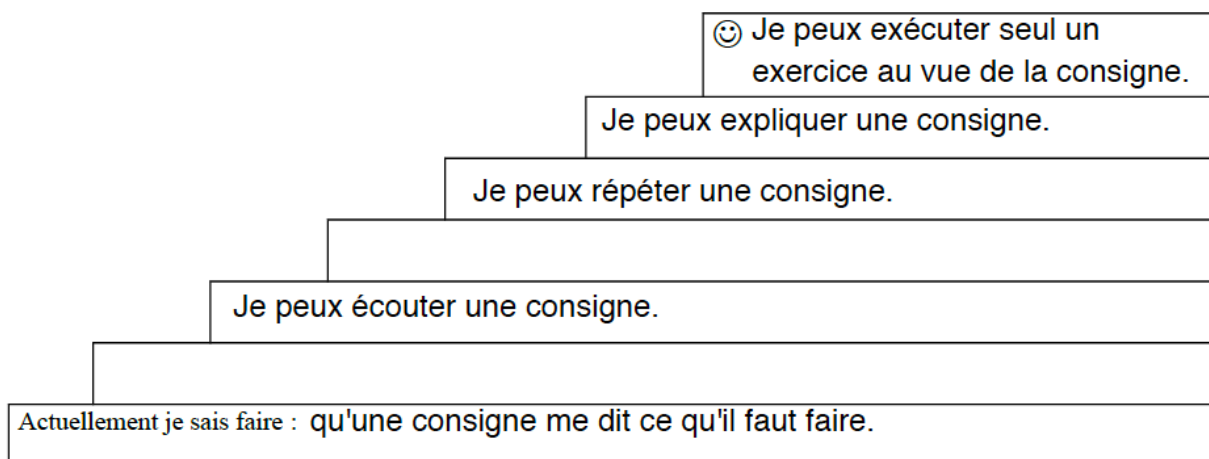 ☺ Je peux exécuter seul un
exercice au vue de la consigne.
Je peux expliquer une consigne.
Je peux répéter une consigne.
Je peux écouter une consigne.
Actuellement je sais faire : qu'une consigne me dit ce qu'il faut faire.